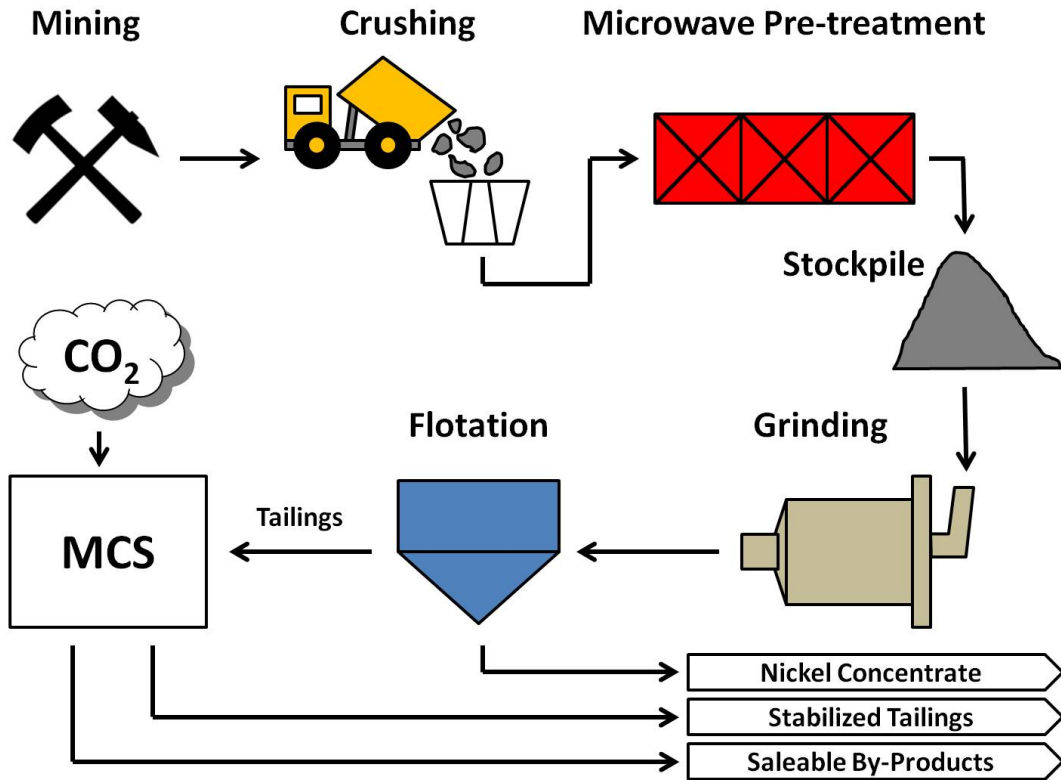 Mining
Crushing
Microwave Pre-treatment
Stockpile
CO₂
Flotation
Grinding
Tailings
MCS
Nickel Concentrate
Stabilized Tailings
Saleable By-Products